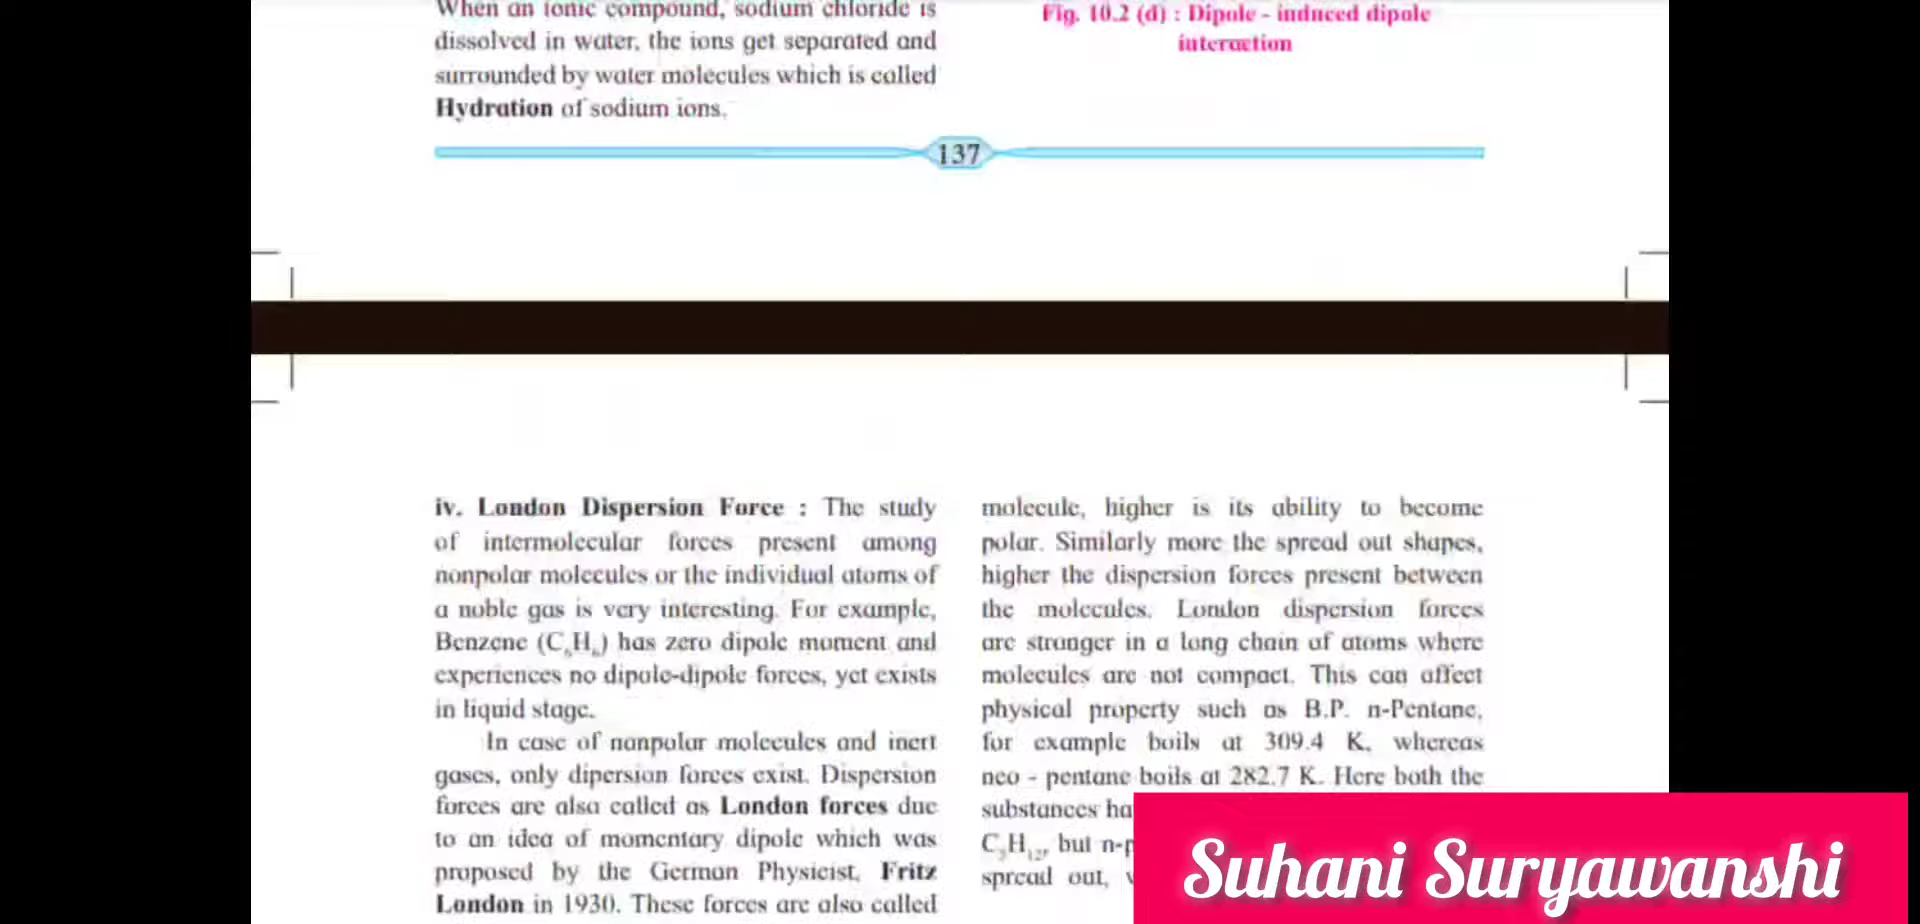 When an ionic compound, sodium chloride is
dissolved in water, the ions get separated and
surrounded by water molecules which is called
Hydration of sodium ions.
Fig. 10.2 (d) : Dipole - induced dipole
interaction
137
iv. London Dispersion Force : The study
of intermolecular forces present among
nonpolar molecules or the individual atoms of
a noble gas is very interesting. For example,
Benzene (C₆H₆) has zero dipole moment and
experiences no dipole-dipole forces, yet exists
in liquid stage.
In case of nonpolar molecules and inert
gases, only dipersion forces exist. Dispersion
forces are also called as London forces due
to an idea of momentary dipole which was
proposed by the German Physicist, Fritz
London in 1930. These forces are also called
molecule, higher is its ability to become
polar. Similarly more the spread out shapes,
higher the dispersion forces present between
the molecules. London dispersion forces
are stronger in a long chain of atoms where
molecules are not compact. This can affect
physical property such as B.P. n-Pentane,
for example boils at 309.4 K, whereas
neo - pentane boils at 282.7 K. Here both the
substances ha
C₅H₁₂, but n-p
spread out,
Suhani Suryawanshi